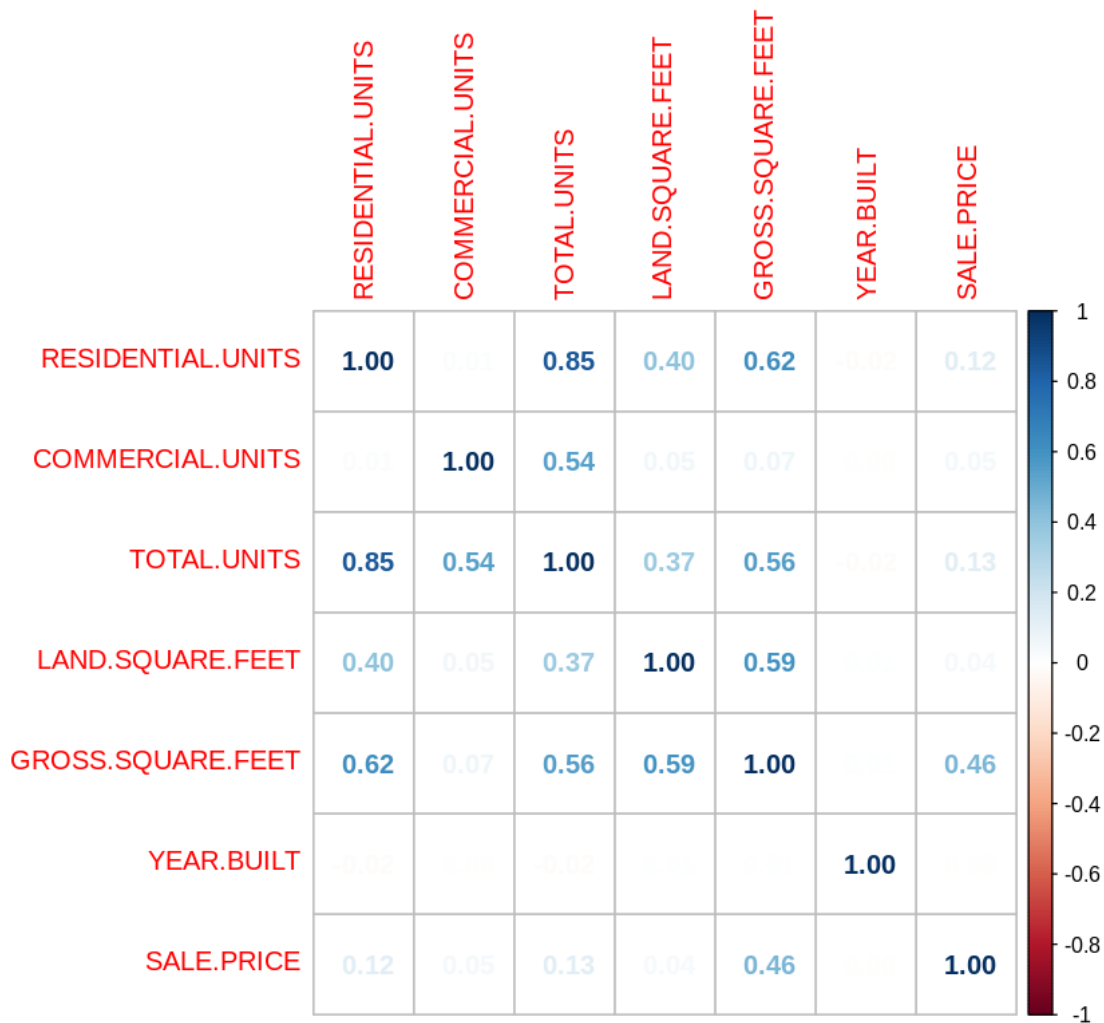 RESIDENTIAL.UNITS COMMERCIAL.UNITS TOTAL.UNITS LAND.SQUARE.FEET GROSS.SQUARE.FEET YEAR.BUILT SALE.PRICE
RESIDENTIAL.UNITS 1.00 0.01 0.85 0.40 0.62 -0.02 0.12
COMMERCIAL.UNITS 0.01 1.00 0.54 0.05 0.07 0.05
TOTAL.UNITS 0.85 0.54 1.00 0.37 0.56 -0.02 0.13
LAND.SQUARE.FEET 0.40 0.05 0.37 1.00 0.59 0.04
GROSS.SQUARE.FEET 0.62 0.07 0.56 0.59 1.00 0.46
YEAR.BUILT -0.02 -0.02 1.00
SALE.PRICE 0.12 0.05 0.13 0.04 0.46 1.00
1
0.8
0.6
0.4
0.2
0
-0.2
-0.4
-0.6
-0.8
-1